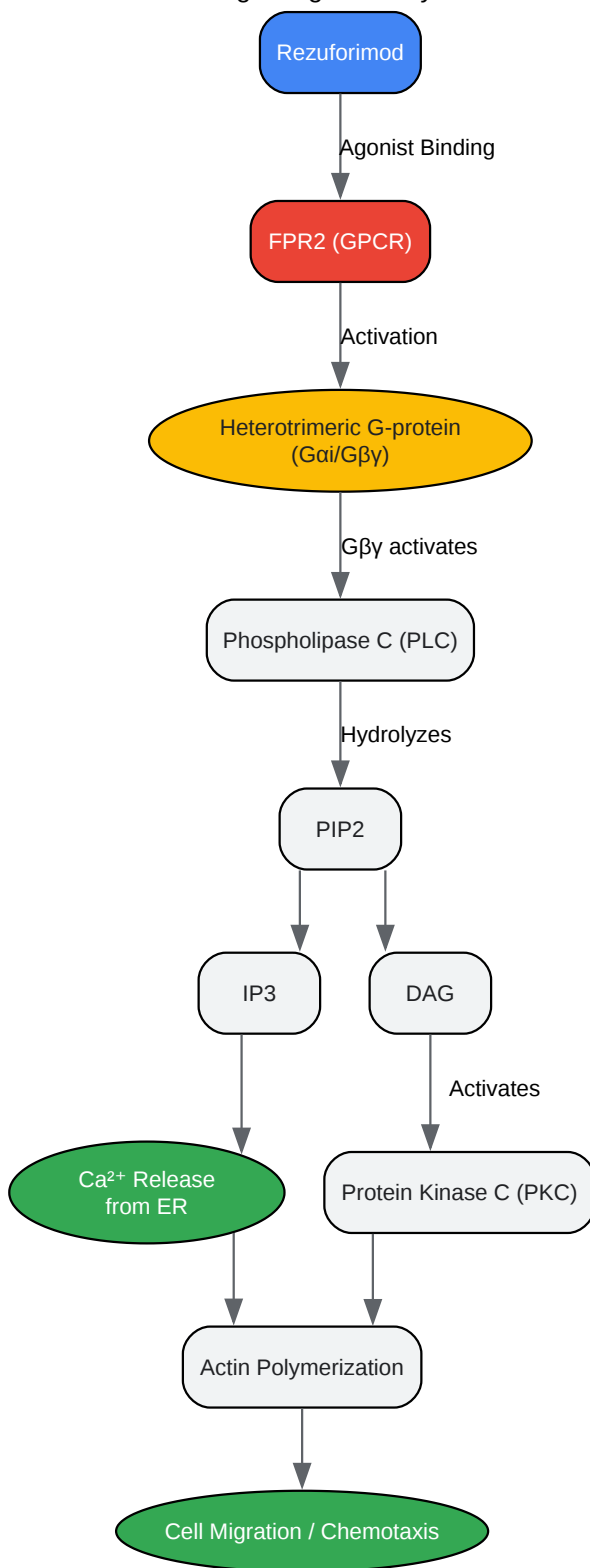 Rezuforimod
Agonist Binding
FPR2 (GPCR)
Activation
Heterotrimeric G-protein
(Gαi/Gβγ)
Gβγ activates
Phospholipase C (PLC)
Hydrolyzes
PIP2
IP3
DAG
Activates
Ca²⁺ Release
from ER
Protein Kinase C (PKC)
Actin Polymerization
Cell Migration / Chemotaxis